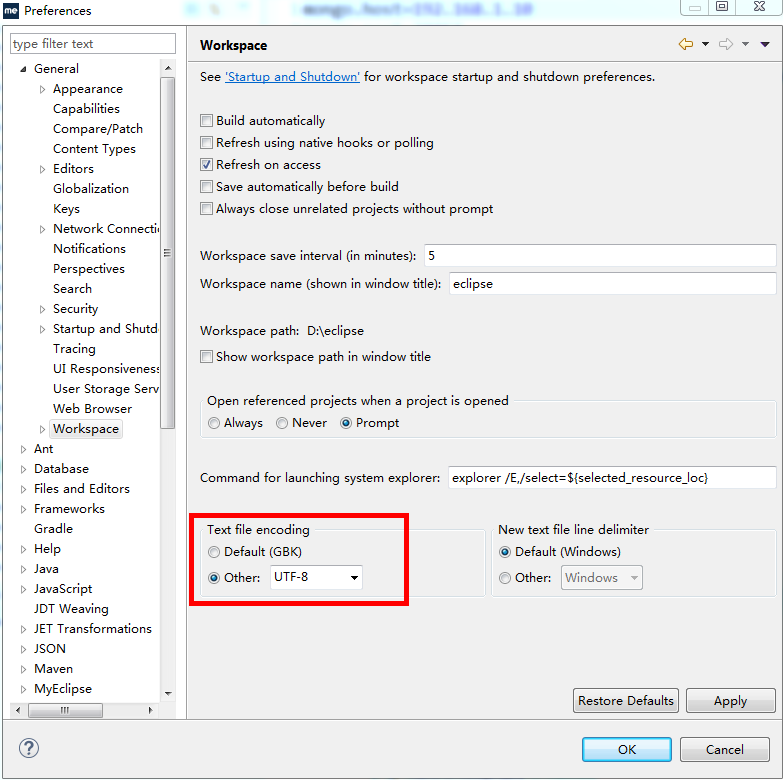 me Preferences
mongo.host=192.168.1.10
type filter text
General
Appearance
Capabilities
Compare/Patch
Content Types
Editors
Globalization
Keys
Network Connecti
Notifications
Perspectives
Search
Security
Startup and Shutd
Tracing
UI Responsiveness
User Storage Serv
Web Browser
Workspace
Ant
Database
Files and Editors
Frameworks
Gradle
Help
Java
JavaScript
JDT Weaving
JET Transformations
JSON
Maven
MyEclipse
Workspace
See 'Startup and Shutdown' for workspace startup and shutdown preferences.
Build automatically
Refresh using native hooks or polling
Refresh on access
Save automatically before build
Always close unrelated projects without prompt
Workspace save interval (in minutes): 5
Workspace name (shown in window title): eclipse
Workspace path: D:\eclipse
Show workspace path in window title
Open referenced projects when a project is opened
Always Never Prompt
Command for launching system explorer: explorer /E,/select=${selected_resource_loc}
Text file encoding
Default (GBK)
Other: UTF-8
New text file line delimiter
Default (Windows)
Other: Windows
Restore Defaults Apply
? OK Cancel